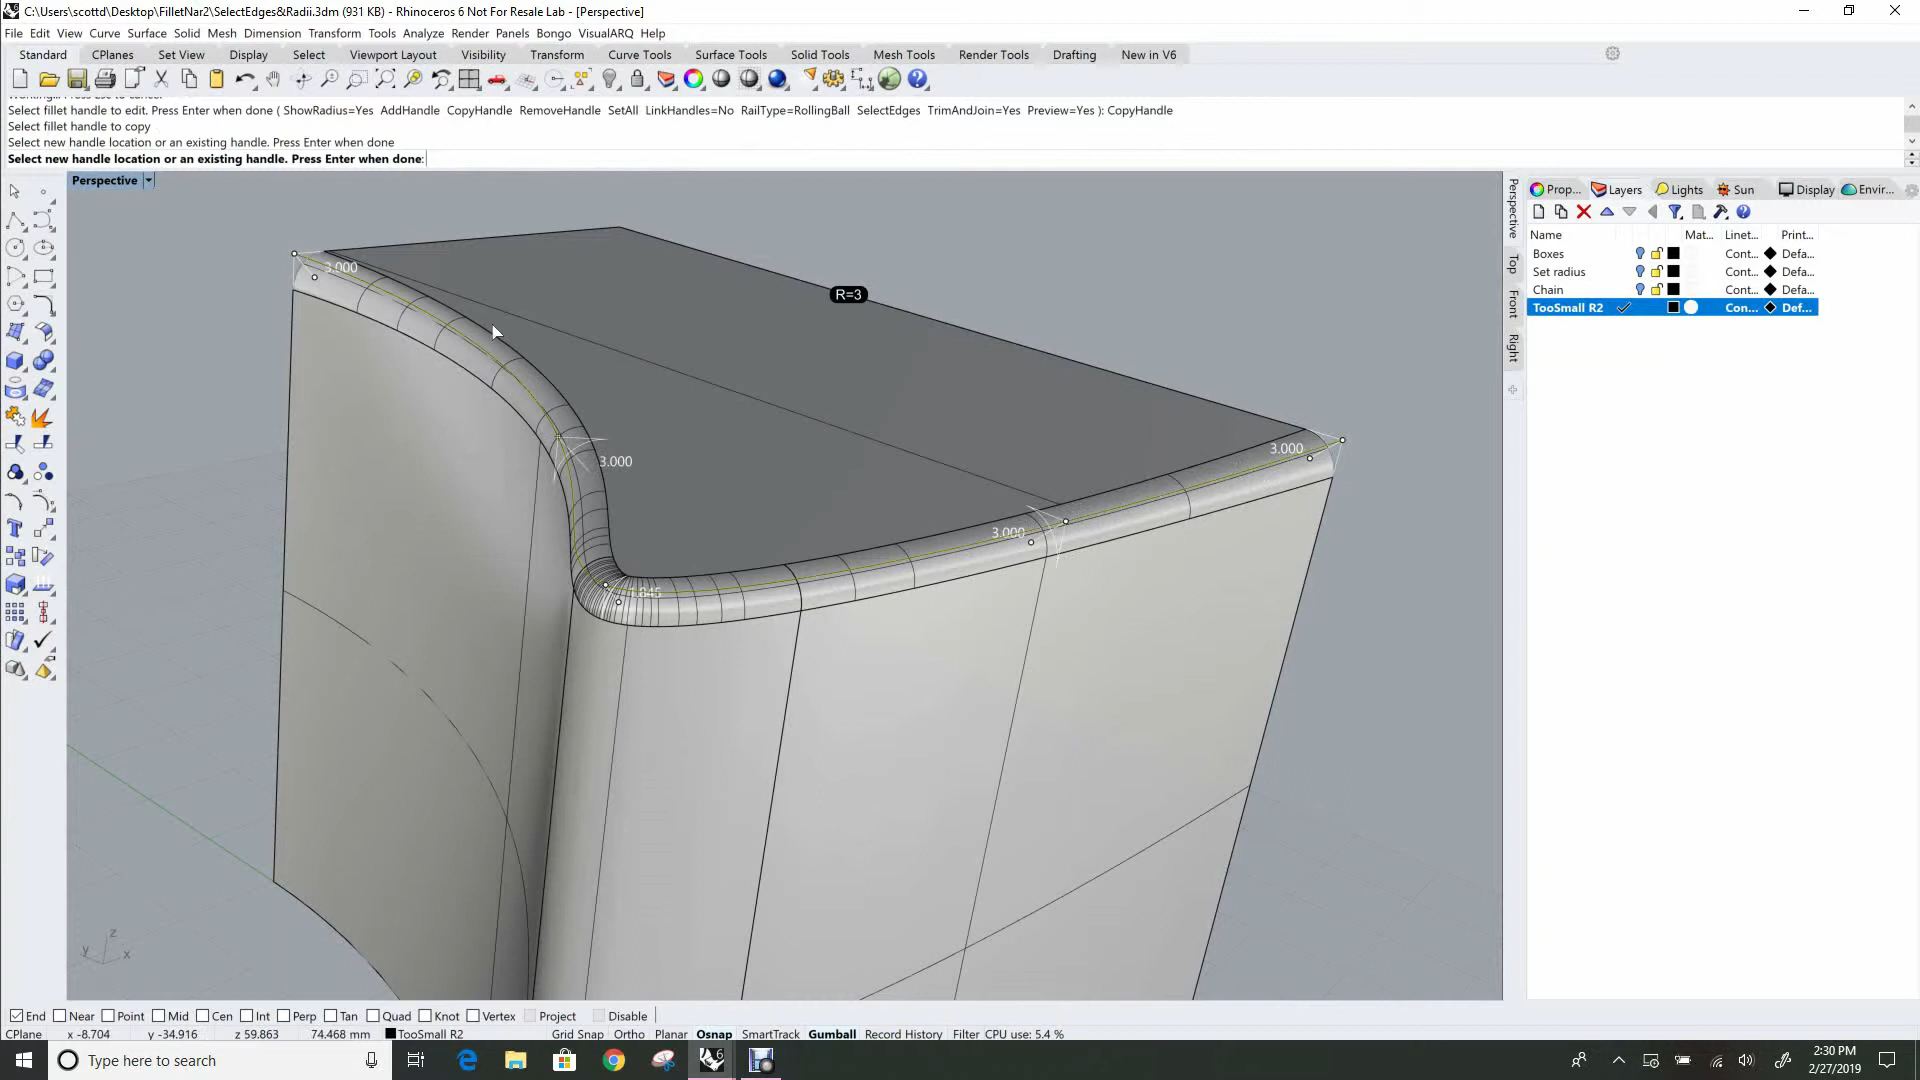 C:\Users\scottd\Desktop\FilletNar2\SelectEdges&Radii.3dm (931 KB) - Rhinoceros 6 Not For Resale Lab - [Perspective]
File Edit View Curve Surface Solid Mesh Dimension Transform Tools Analyze Render Panels Bongo VisualARQ Help
Standard CPlanes Set View Display Select Viewport Layout Visibility Transform Curve Tools Surface Tools Solid Tools Mesh Tools Render Tools Drafting New in V6
Select fillet handle to edit. Press Enter when done ( ShowRadius=Yes AddHandle CopyHandle RemoveHandle SetAll LinkHandles=No RailType=RollingBall SelectEdges TrimAndJoin=Yes Preview=Yes ): CopyHandle
Select fillet handle to copy
Select new handle location or an existing handle. Press Enter when done
Select new handle location or an existing handle. Press Enter when done:
Perspective
Prop... Layers Lights Sun Display Envir...
Name Mat... Linet... Print...
Boxes Cont... Defa...
Set radius Cont... Defa...
Chain Cont... Defa...
TooSmall R2 Con... Def...
Perspective
Top
Front
Right
3.000
R=3
3.000
3.000
3.000
z
y
x
End Near Point Mid Cen Int Perp Tan Quad Knot Vertex Project Disable
CPlane x -8.704 y -34.916 z 59.863 74.468 mm TooSmall R2 Grid Snap Ortho Planar Osnap SmartTrack Gumball Record History Filter CPU use: 5.4 %
Type here to search
2:30 PM
2/27/2019